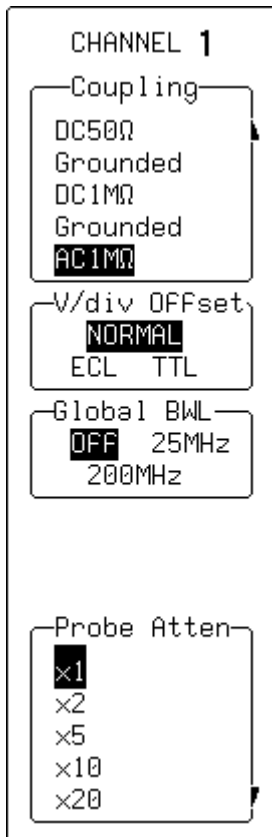 CHANNEL 1
Coupling
DC50Ω
Grounded
DC1MΩ
Grounded
AC1MΩ
V/div OFFset
NORMAL
ECL TTL
Global BWL
OFF 25MHz
200MHz
Probe Atten
×1
×2
×5
×10
×20